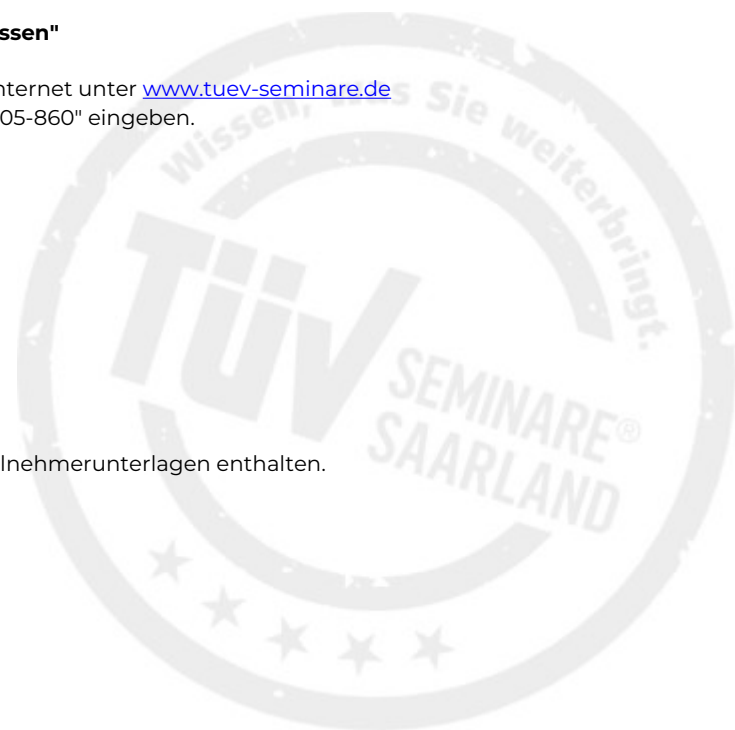 ssen"
nternet unter www.tuev-seminare.de
05-860" eingeben.
Wissen, was Sie weiterbringt.
TÜV
SEMINARE®
SAARLAND
lnehmerunterlagen enthalten.